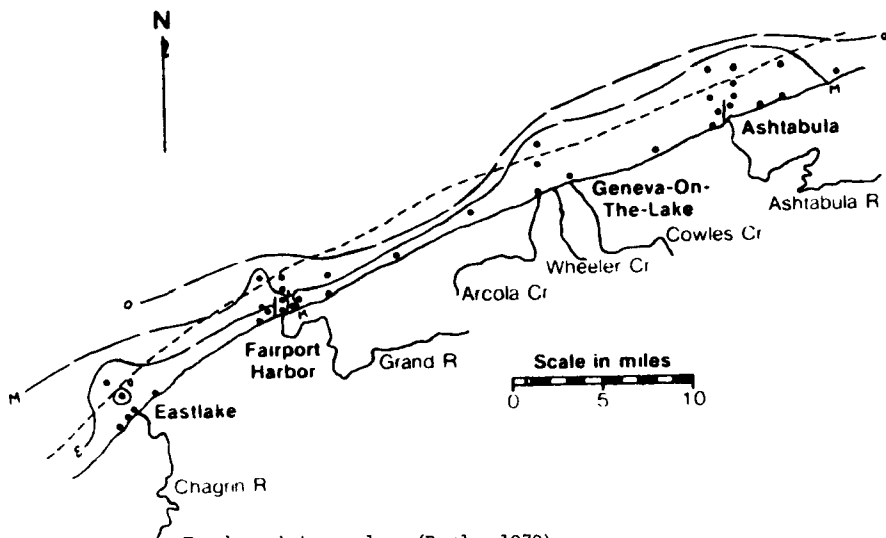 N
Ashtabula
Ashtabula R
Geneva-On-
The-Lake
Cowles Cr
Wheeler Cr
Arcola Cr
Fairport
Harbor
Grand R
Scale in miles
0 5 10
Eastlake
Chagrin R
O
M
O
M
M
E